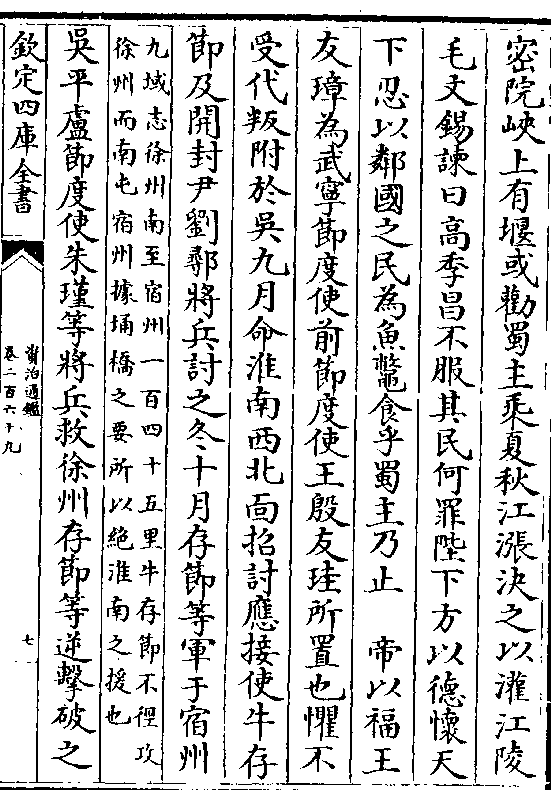 密院峽上有堰或勸蜀主乘夏秋江漲決之以灌江陵
毛文錫諫曰高季昌不服其民何罪陛下方以德懷天
下忍以鄰國之民為魚鼈食乎蜀主乃止　帝以福王
友璋為武寧節度使前節度使王殷友珪所置也懼不
受代叛附於吳九月命淮南西北面招討應接使牛存
節及開封尹劉鄩將兵討之冬十月存節等軍于宿州
九域志徐州南至宿州一百四十五里牛存節不徑攻
徐州而南屯宿州據埇橋之要所以絶淮南之援也
吳平盧節度使朱瑾等將兵救徐州存節等逆擊破之
欽定四庫全書
資治通鑑
卷二百六十九
七